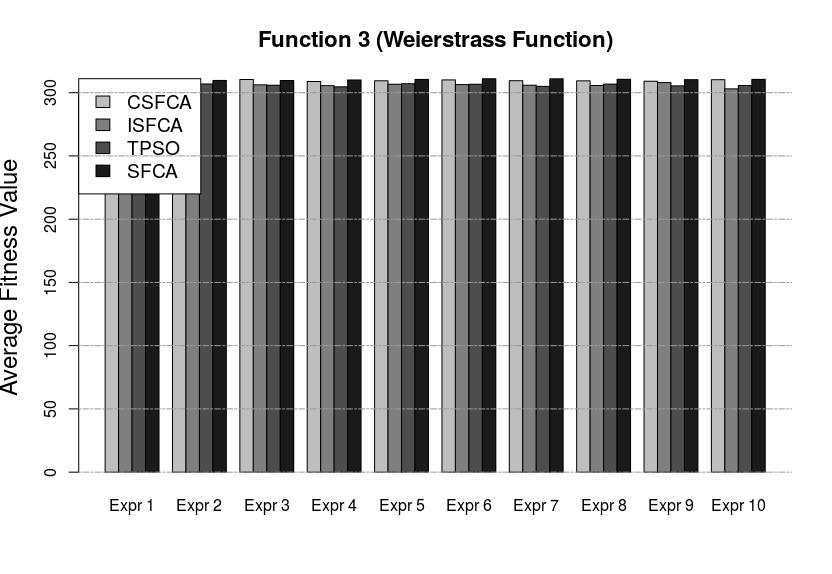 Function 3 (Weierstrass Function)
Average Fitness Value
300
250
200
150
100
50
0
CSFCA
ISFCA
TPSO
SFCA
Expr 1 Expr 2 Expr 3 Expr 4 Expr 5 Expr 6 Expr 7 Expr 8 Expr 9 Expr 10